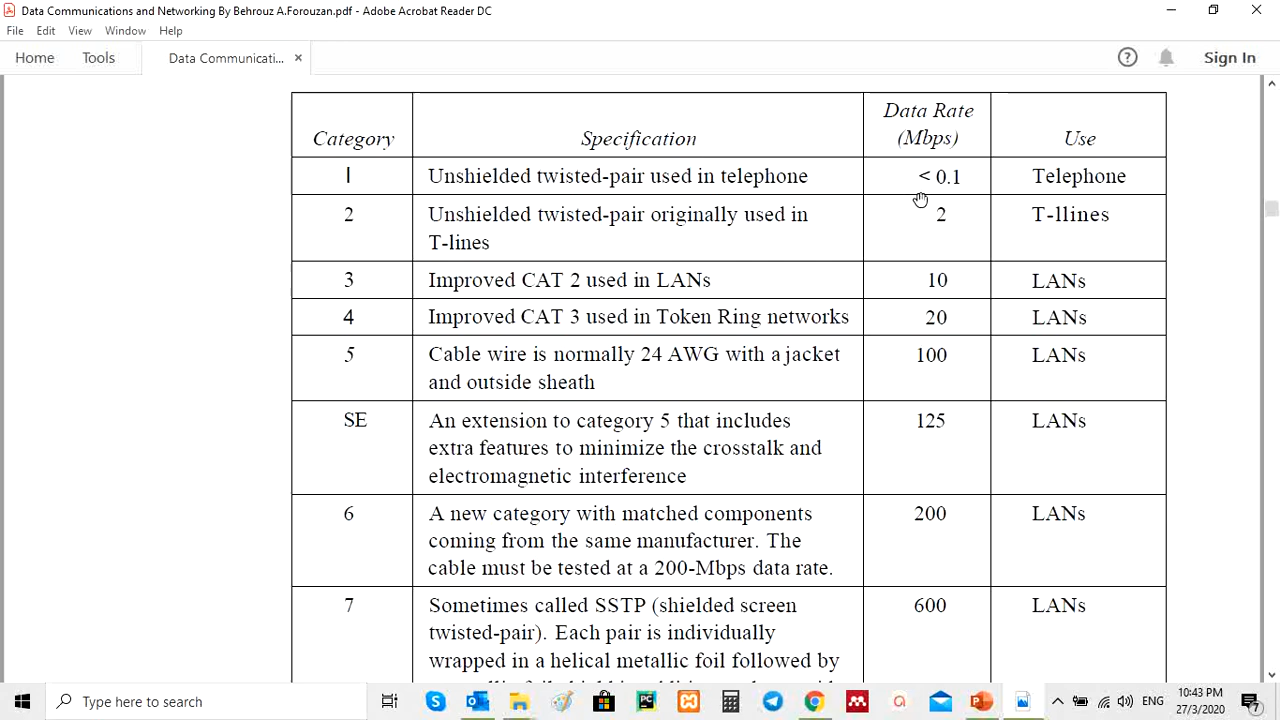 Data Communications and Networking By Behrouz A.Forouzan.pdf - Adobe Acrobat Reader DC
File Edit View Window Help
Home Tools Data Communicati... × ? Sign In
Category Specification Data Rate (Mbps) Use
1 Unshielded twisted-pair used in telephone < 0.1 Telephone
2 Unshielded twisted-pair originally used in 2 T-llines
T-lines
3 Improved CAT 2 used in LANs 10 LANs
4 Improved CAT 3 used in Token Ring networks 20 LANs
5 Cable wire is normally 24 AWG with a jacket 100 LANs
and outside sheath
SE An extension to category 5 that includes 125 LANs
extra features to minimize the crosstalk and
electromagnetic interference
6 A new category with matched components 200 LANs
coming from the same manufacturer. The
cable must be tested at a 200-Mbps data rate.
7 Sometimes called SSTP (shielded screen 600 LANs
twisted-pair). Each pair is individually
wrapped in a helical metallic foil followed by
Type here to search ENG 10:43 PM
27/3/2020 7